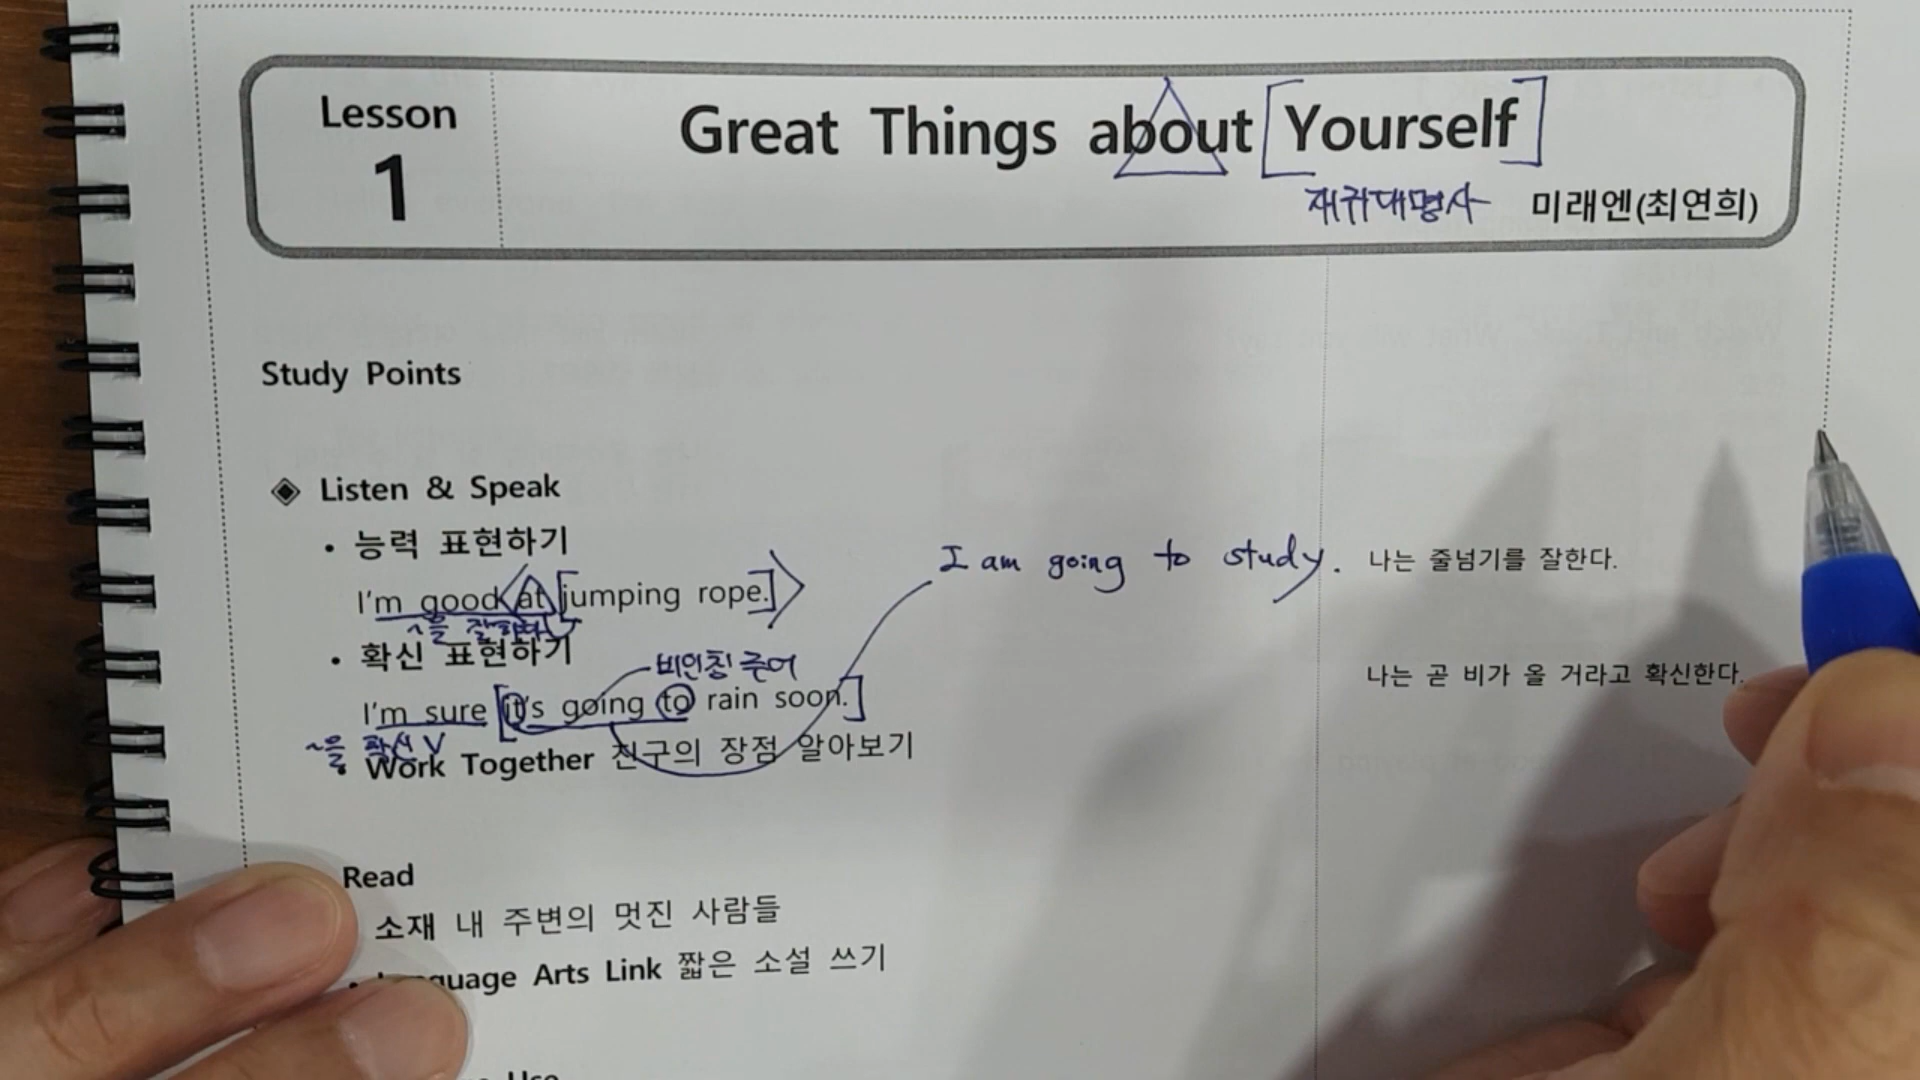 Lesson
1
Great Things about Yourself
재귀대명사 미래엔(최연희)
Study Points
◈ Listen & Speak
• 능력 표현하기
I am going to study.
I'm good at jumping rope.
나는 줄넘기를 잘한다.
~을 잘하다
• 확신 표현하기
비인칭 주어
I'm sure it's going to rain soon.
나는 곧 비가 올 거라고 확신한다.
~을 확신 V
• Work Together 친구의 장점 알아보기
Read
소재 내 주변의 멋진 사람들
• Language Arts Link 짧은 소설 쓰기
Use